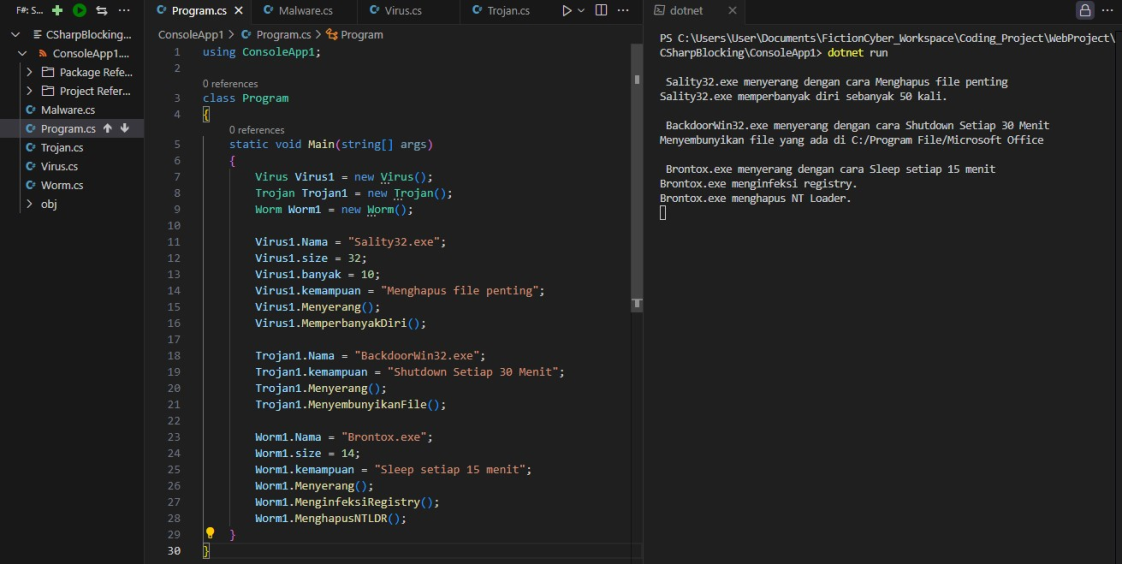 F#: S...
CSharpBlocking...
ConsoleApp1....
Package Refe...
Project Refer...
Malware.cs
Program.cs
Trojan.cs
Virus.cs
Worm.cs
obj
Program.cs Malware.cs Virus.cs Trojan.cs
ConsoleApp1 > Program.cs > Program
1 using ConsoleApp1;
2
0 references
3 class Program
4 {
0 references
5 static void Main(string[] args)
6 {
7 Virus Virus1 = new Virus();
8 Trojan Trojan1 = new Trojan();
9 Worm Worm1 = new Worm();
10
11 Virus1.Nama = "Sality32.exe";
12 Virus1.size = 32;
13 Virus1.banyak = 10;
14 Virus1.kemampuan = "Menghapus file penting";
15 Virus1.Menyerang();
16 Virus1.MemperbanyakDiri();
17
18 Trojan1.Nama = "BackdoorWin32.exe";
19 Trojan1.kemampuan = "Shutdown Setiap 30 Menit";
20 Trojan1.Menyerang();
21 Trojan1.MenyembunyikanFile();
22
23 Worm1.Nama = "Brontox.exe";
24 Worm1.size = 14;
25 Worm1.kemampuan = "Sleep setiap 15 menit";
26 Worm1.Menyerang();
27 Worm1.MenginfeksiRegistry();
28 Worm1.MenghapusNTLDR();
29 }
30 }
dotnet
PS C:\Users\User\Documents\FictionCyber_Workspace\Coding_Project\WebProject\
CSharpBlocking\ConsoleApp1> dotnet run
Sality32.exe menyerang dengan cara Menghapus file penting
Sality32.exe memperbanyak diri sebanyak 50 kali.
BackdoorWin32.exe menyerang dengan cara Shutdown Setiap 30 Menit
Menyembunyikan file yang ada di C:/Program File/Microsoft Office
Brontox.exe menyerang dengan cara Sleep setiap 15 menit
Brontox.exe menginfeksi registry.
Brontox.exe menghapus NT Loader.